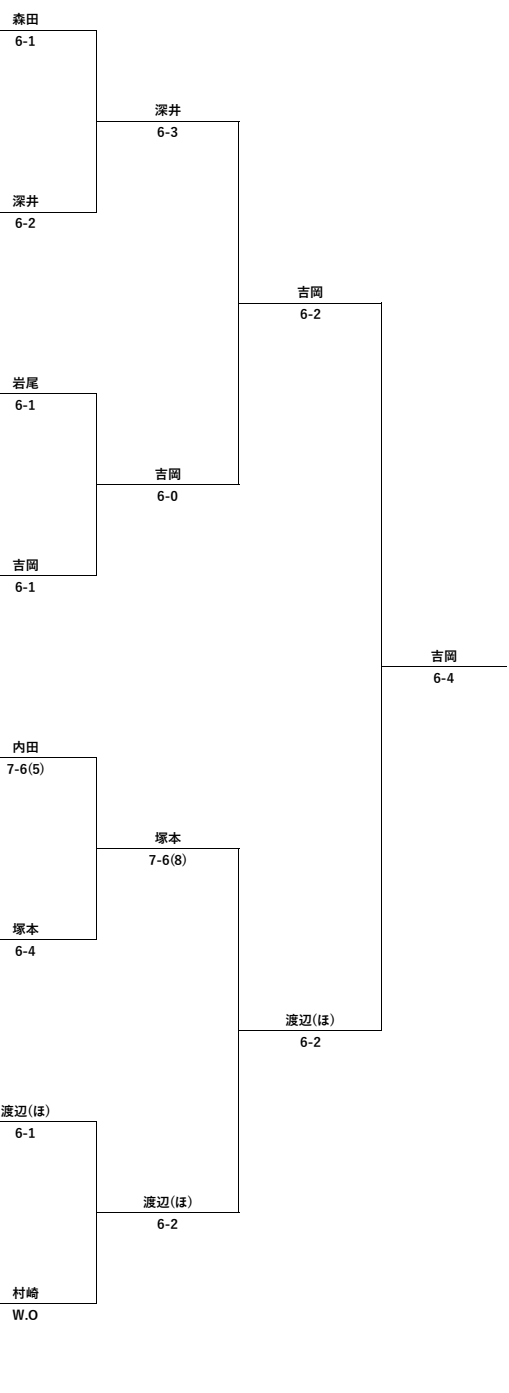 森田
6-1
深井
6-3
深井
6-2
吉岡
6-2
岩尾
6-1
吉岡
6-0
吉岡
6-1
吉岡
6-4
内田
7-6(5)
塚本
7-6(8)
塚本
6-4
渡辺(ほ)
6-2
渡辺(ほ)
6-1
渡辺(ほ)
6-2
村崎
W.O